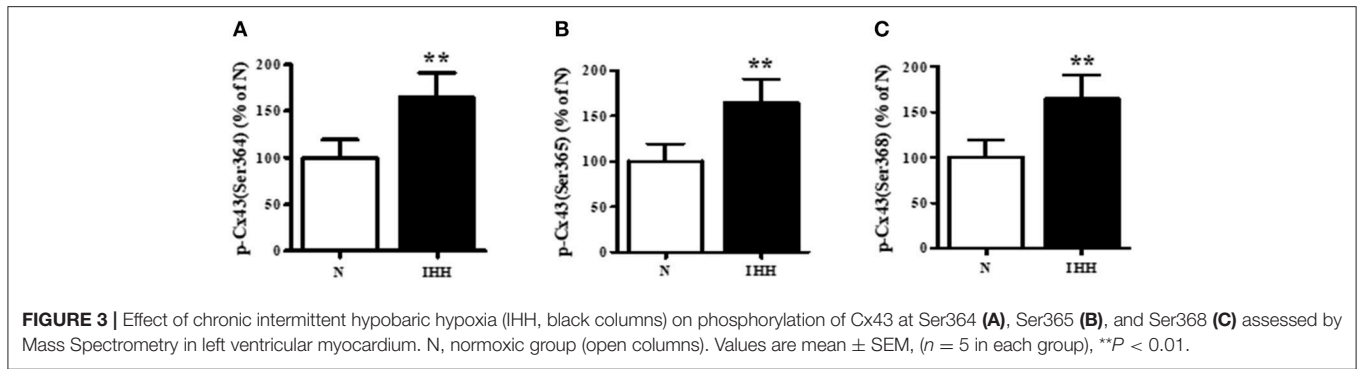 A
p-Cx43(Ser364) (% of N)
200
150
100
50
0
**
N
IHH
B
p-Cx43(Ser365) (% of N)
200
150
100
50
0
**
N
IHH
C
p-Cx43(Ser368) (% of N)
200
150
100
50
0
**
N
IHH
FIGURE 3 | Effect of chronic intermittent hypobaric hypoxia (IHH, black columns) on phosphorylation of Cx43 at Ser364 (A), Ser365 (B), and Ser368 (C) assessed by
Mass Spectrometry in left ventricular myocardium. N, normoxic group (open columns). Values are mean ± SEM, (n = 5 in each group), **P < 0.01.